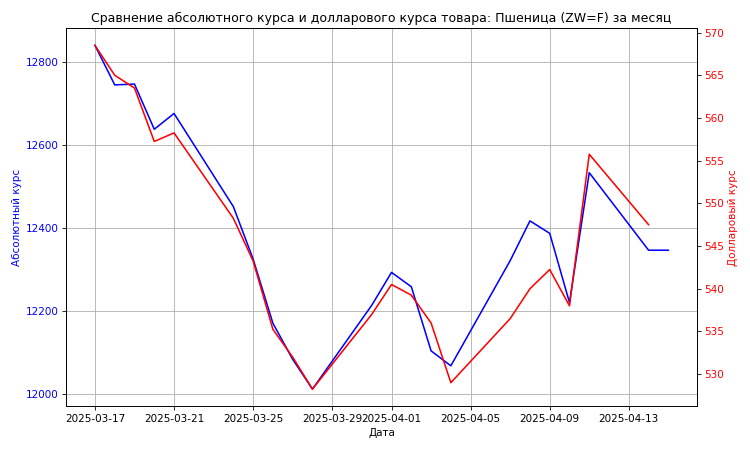 Сравнение абсолютного курса и долларового курса товара: Пшеница (ZW=F) за месяц
Абсолютный курс
12800
12600
12400
12200
12000
570
565
560
555
550
545
540
535
530
Долларовый курс
2025-03-17 2025-03-21 2025-03-25 2025-03-29 2025-04-01 2025-04-05 2025-04-09 2025-04-13
Дата